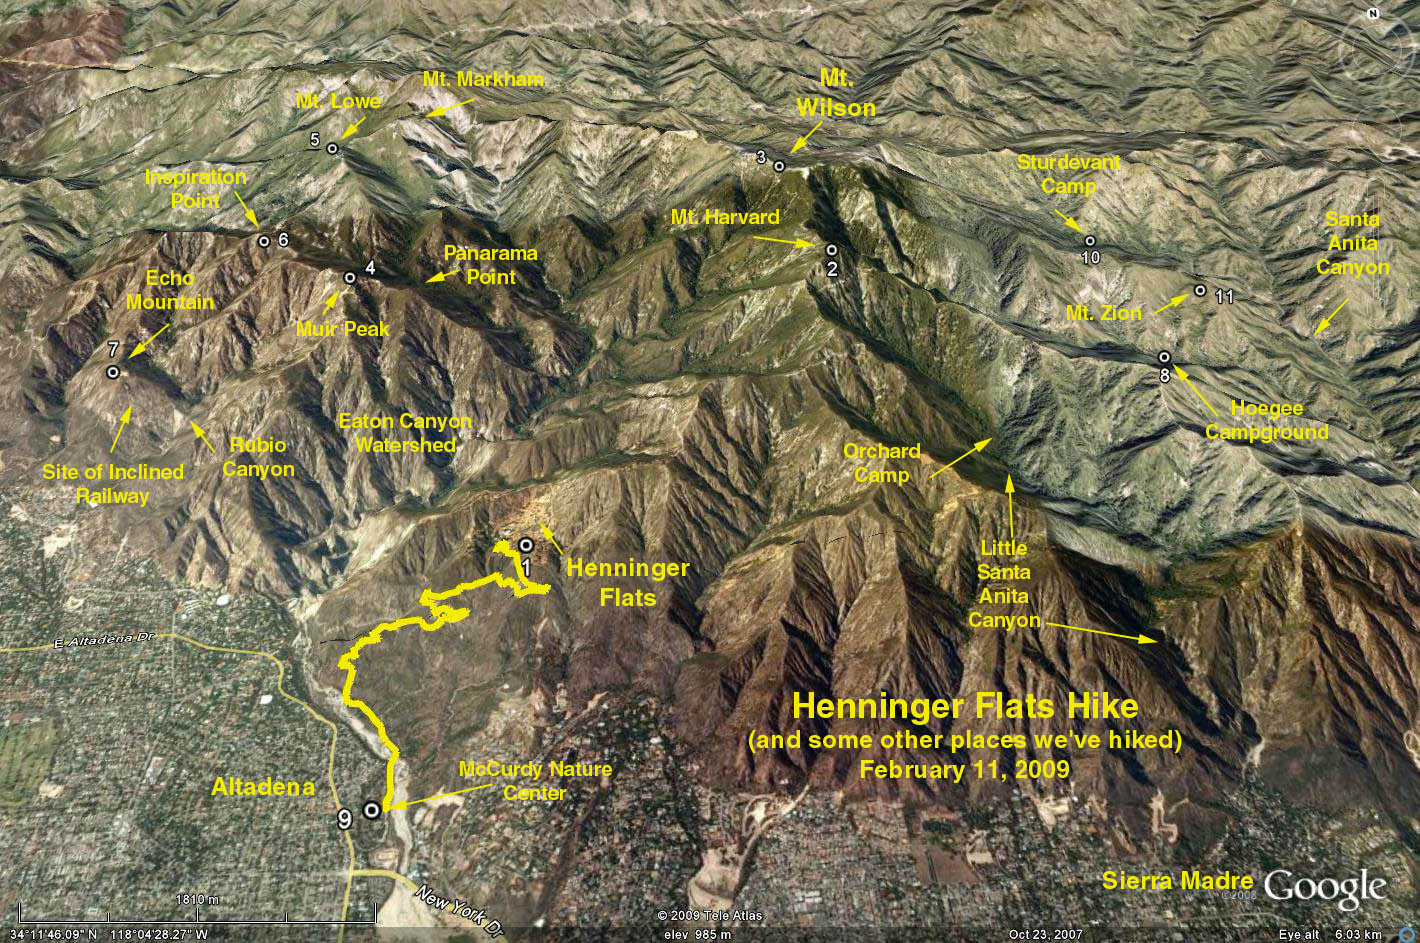 N
Mt. Markham
Mt.
Wilson
Mt. Lowe
5
3
Sturdevant
Camp
Inspiration
Point
Mt. Harvard
Santa
Anita
Canyon
6
10
Panarama
Point
4
2
Echo
Mountain
11
Mt. Zion
Muir Peak
7
8
Hoegee
Campground
Eaton Canyon
Watershed
Rubio
Canyon
Orchard
Camp
Site of Inclined
Railway
Little
Santa
Anita
Canyon
1
Henninger
Flats
E Altadena Dr
Henninger Flats Hike
(and some other places we've hiked)
February 11, 2009
McCurdy Nature
Center
Altadena
9
Sierra Madre
Google
©2008
New York Dr
1810 m
© 2009 Tele Atlas
34°11'46.09" N 118°04'28.27" W
elev 985 m
Oct 23, 2007
Eye alt 6.03 km